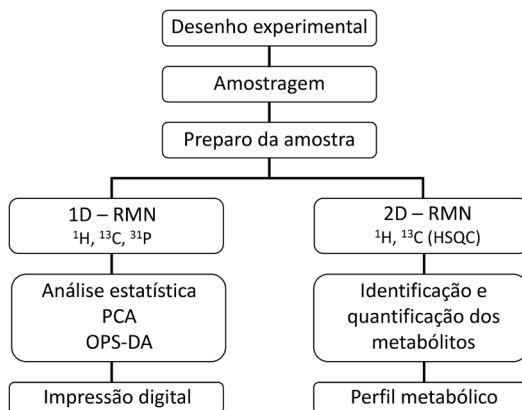 Desenho experimental
Amostragem
Preparo da amostra
1D – RMN
¹H, ¹³C, ³¹P
Análise estatística
PCA
OPS-DA
Impressão digital
2D – RMN
¹H, ¹³C (HSQC)
Identificação e
quantificação dos
metabólitos
Perfil metabólico